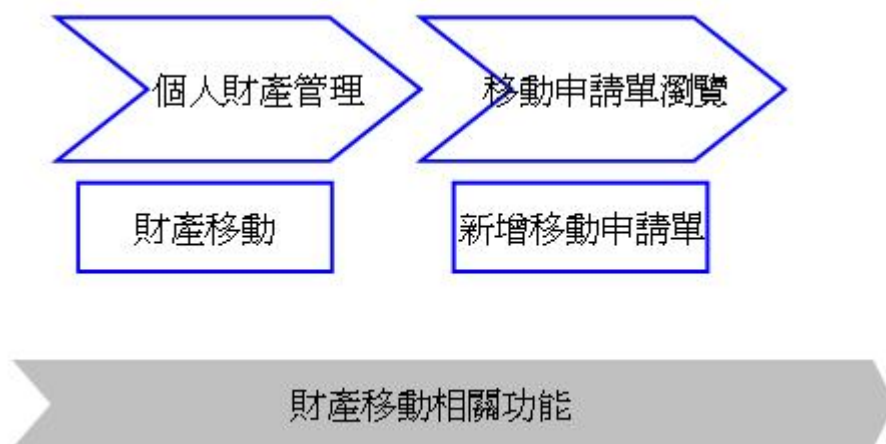 個人財產管理
移動申請單瀏覽
財產移動
新增移動申請單
財產移動相關功能